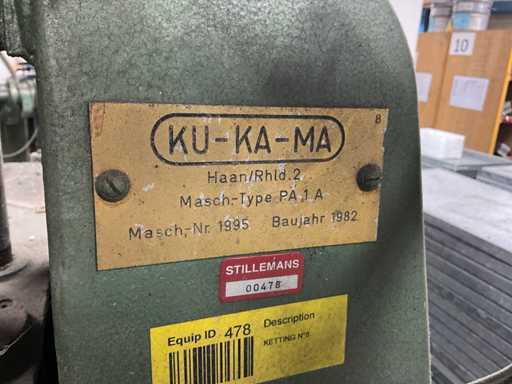 8
KU-KA-MA
Haan/Rhld.2
Masch-Type PA.1.A
Masch.-Nr. 1995 Baujahr 1982
STILLEMANS
00478
Equip ID 478 Description
KETTING N°8
10